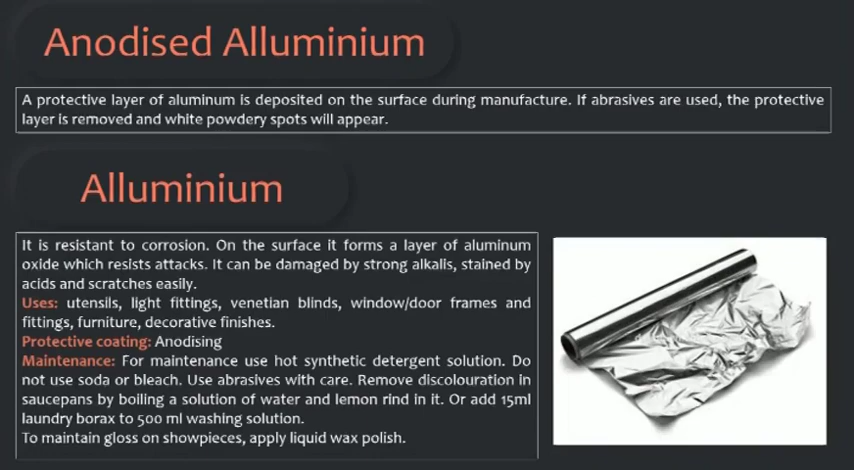 Anodised Alluminium
A protective layer of aluminum is deposited on the surface during manufacture. If abrasives are used, the protective
layer is removed and white powdery spots will appear.
Alluminium
It is resistant to corrosion. On the surface it forms a layer of aluminum
oxide which resists attacks. It can be damaged by strong alkalis, stained by
acids and scratches easily.
Uses: utensils, light fittings, venetian blinds, window/door frames and
fittings, furniture, decorative finishes.
Protective coating: Anodising
Maintenance: For maintenance use hot synthetic detergent solution. Do
not use soda or bleach. Use abrasives with care. Remove discolouration in
saucepans by boiling a solution of water and lemon rind in it. Or add 15ml
laundry borax to 500 ml washing solution.
To maintain gloss on showpieces, apply liquid wax polish.